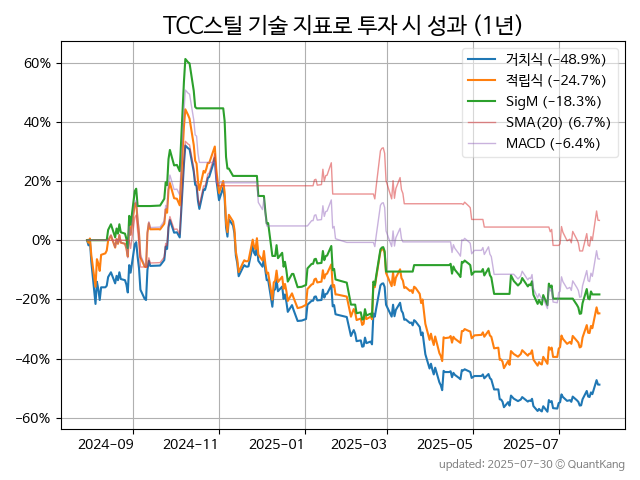 TCC스틸 기술 지표로 투자 시 성과 (1년)
거치식 (−48.9%)
적립식 (−24.7%)
SigM (−18.3%)
SMA(20) (6.7%)
MACD (−6.4%)
60%
40%
20%
0%
−20%
−40%
−60%
2024-09 2024-11 2025-01 2025-03 2025-05 2025-07
updated: 2025-07-30 © QuantKang